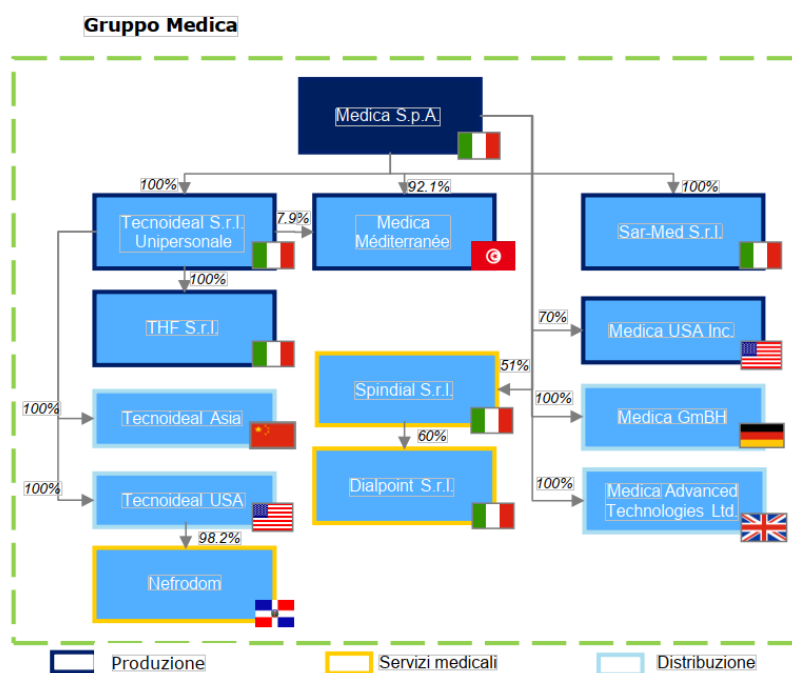 Gruppo Medica
Medica S.p.A.
100%
92.1%
100%
Tecnoideal S.r.l.
Unipersonale
7.9%
Medica
Méditerranée
Sar-Med S.r.l.
100%
THF S.r.l.
70%
Medica USA Inc.
51%
Spindial S.r.l.
100%
Tecnoideal Asia
100%
Medica GmBH
60%
Dialpoint S.r.l.
100%
Tecnoideal USA
100%
Medica Advanced
Technologies Ltd.
98.2%
Nefrodom
Produzione
Servizi medicali
Distribuzione